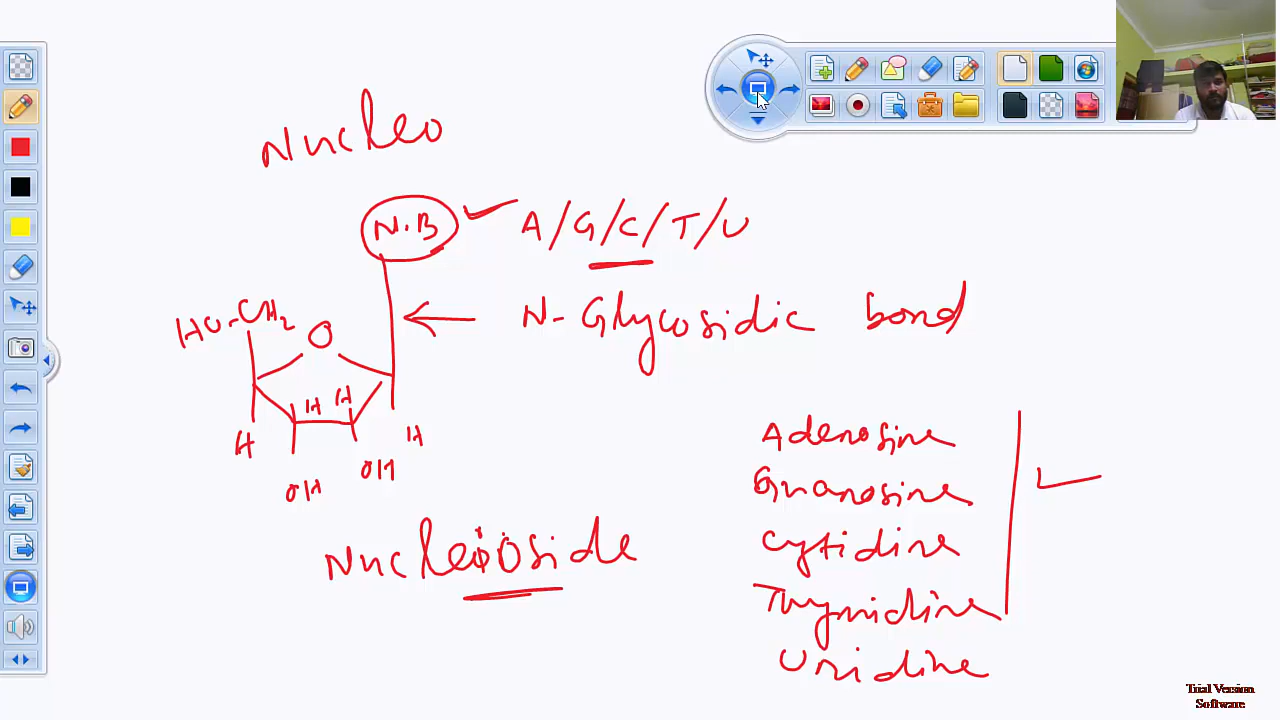 Nucleo
N.B A/G/C/T/U
N-Glycosidic bond
HO-CH2
O
H H
H H
OH OH
Nucleoside
Adenosine
Guanosine
Cytidine
Thymidine
Uridine
Trial Version
Software